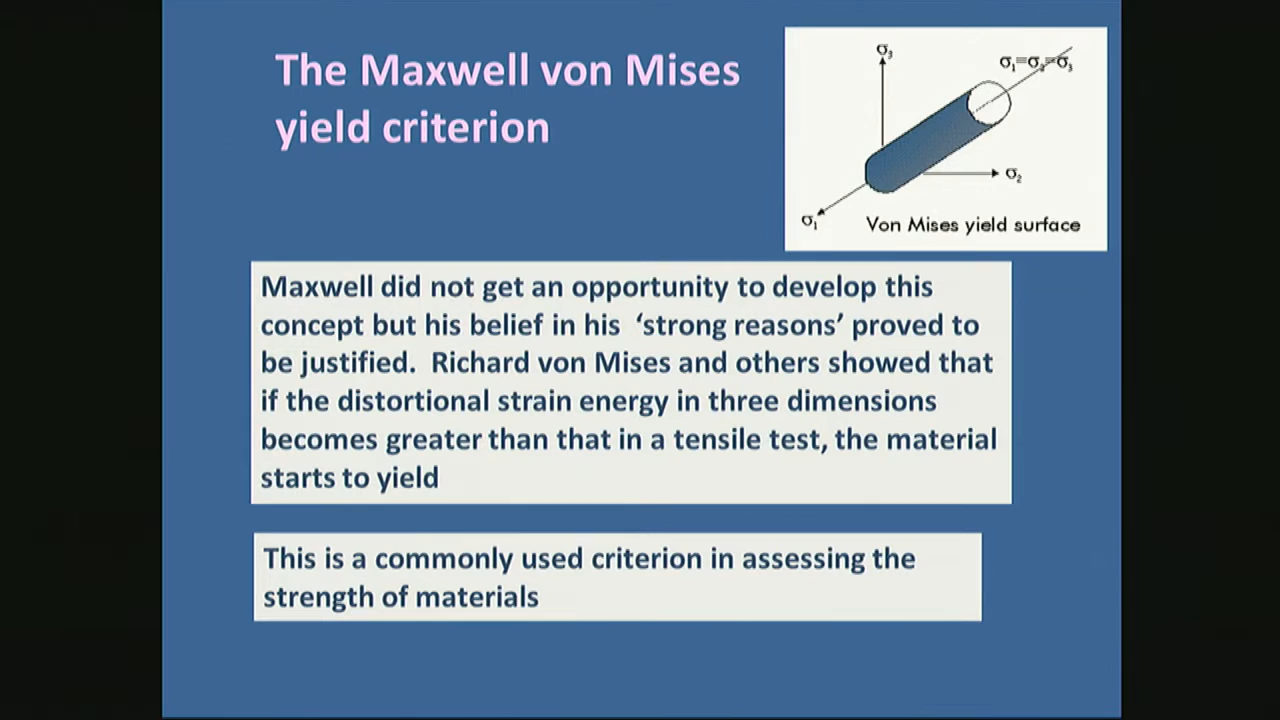 The Maxwell von Mises
yield criterion
σ₃
σ₁=σ₂=σ₃
σ₂
σ₁
Von Mises yield surface
Maxwell did not get an opportunity to develop this
concept but his belief in his ‘strong reasons’ proved to
be justified. Richard von Mises and others showed that
if the distortional strain energy in three dimensions
becomes greater than that in a tensile test, the material
starts to yield
This is a commonly used criterion in assessing the
strength of materials